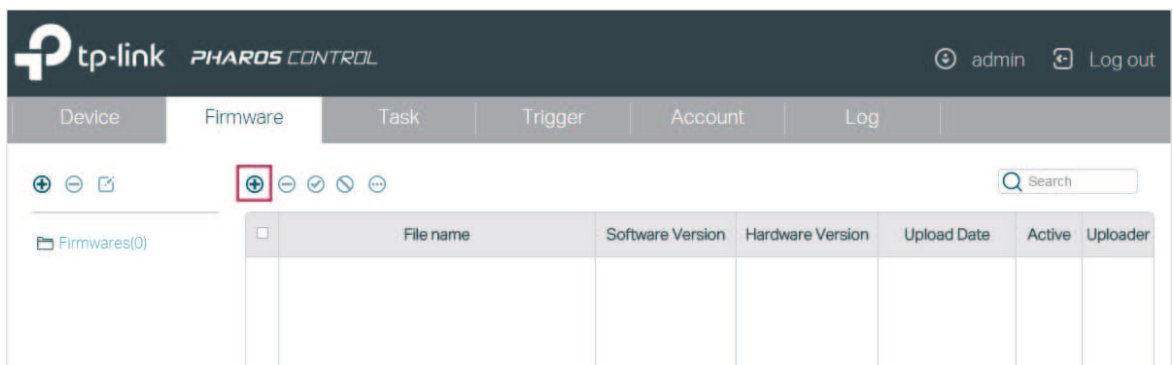 tp-link PHAROS CONTROL admin Log out
Device Firmware Task Trigger Account Log
Search
Firmwares(0)
File name Software Version Hardware Version Upload Date Active Uploader